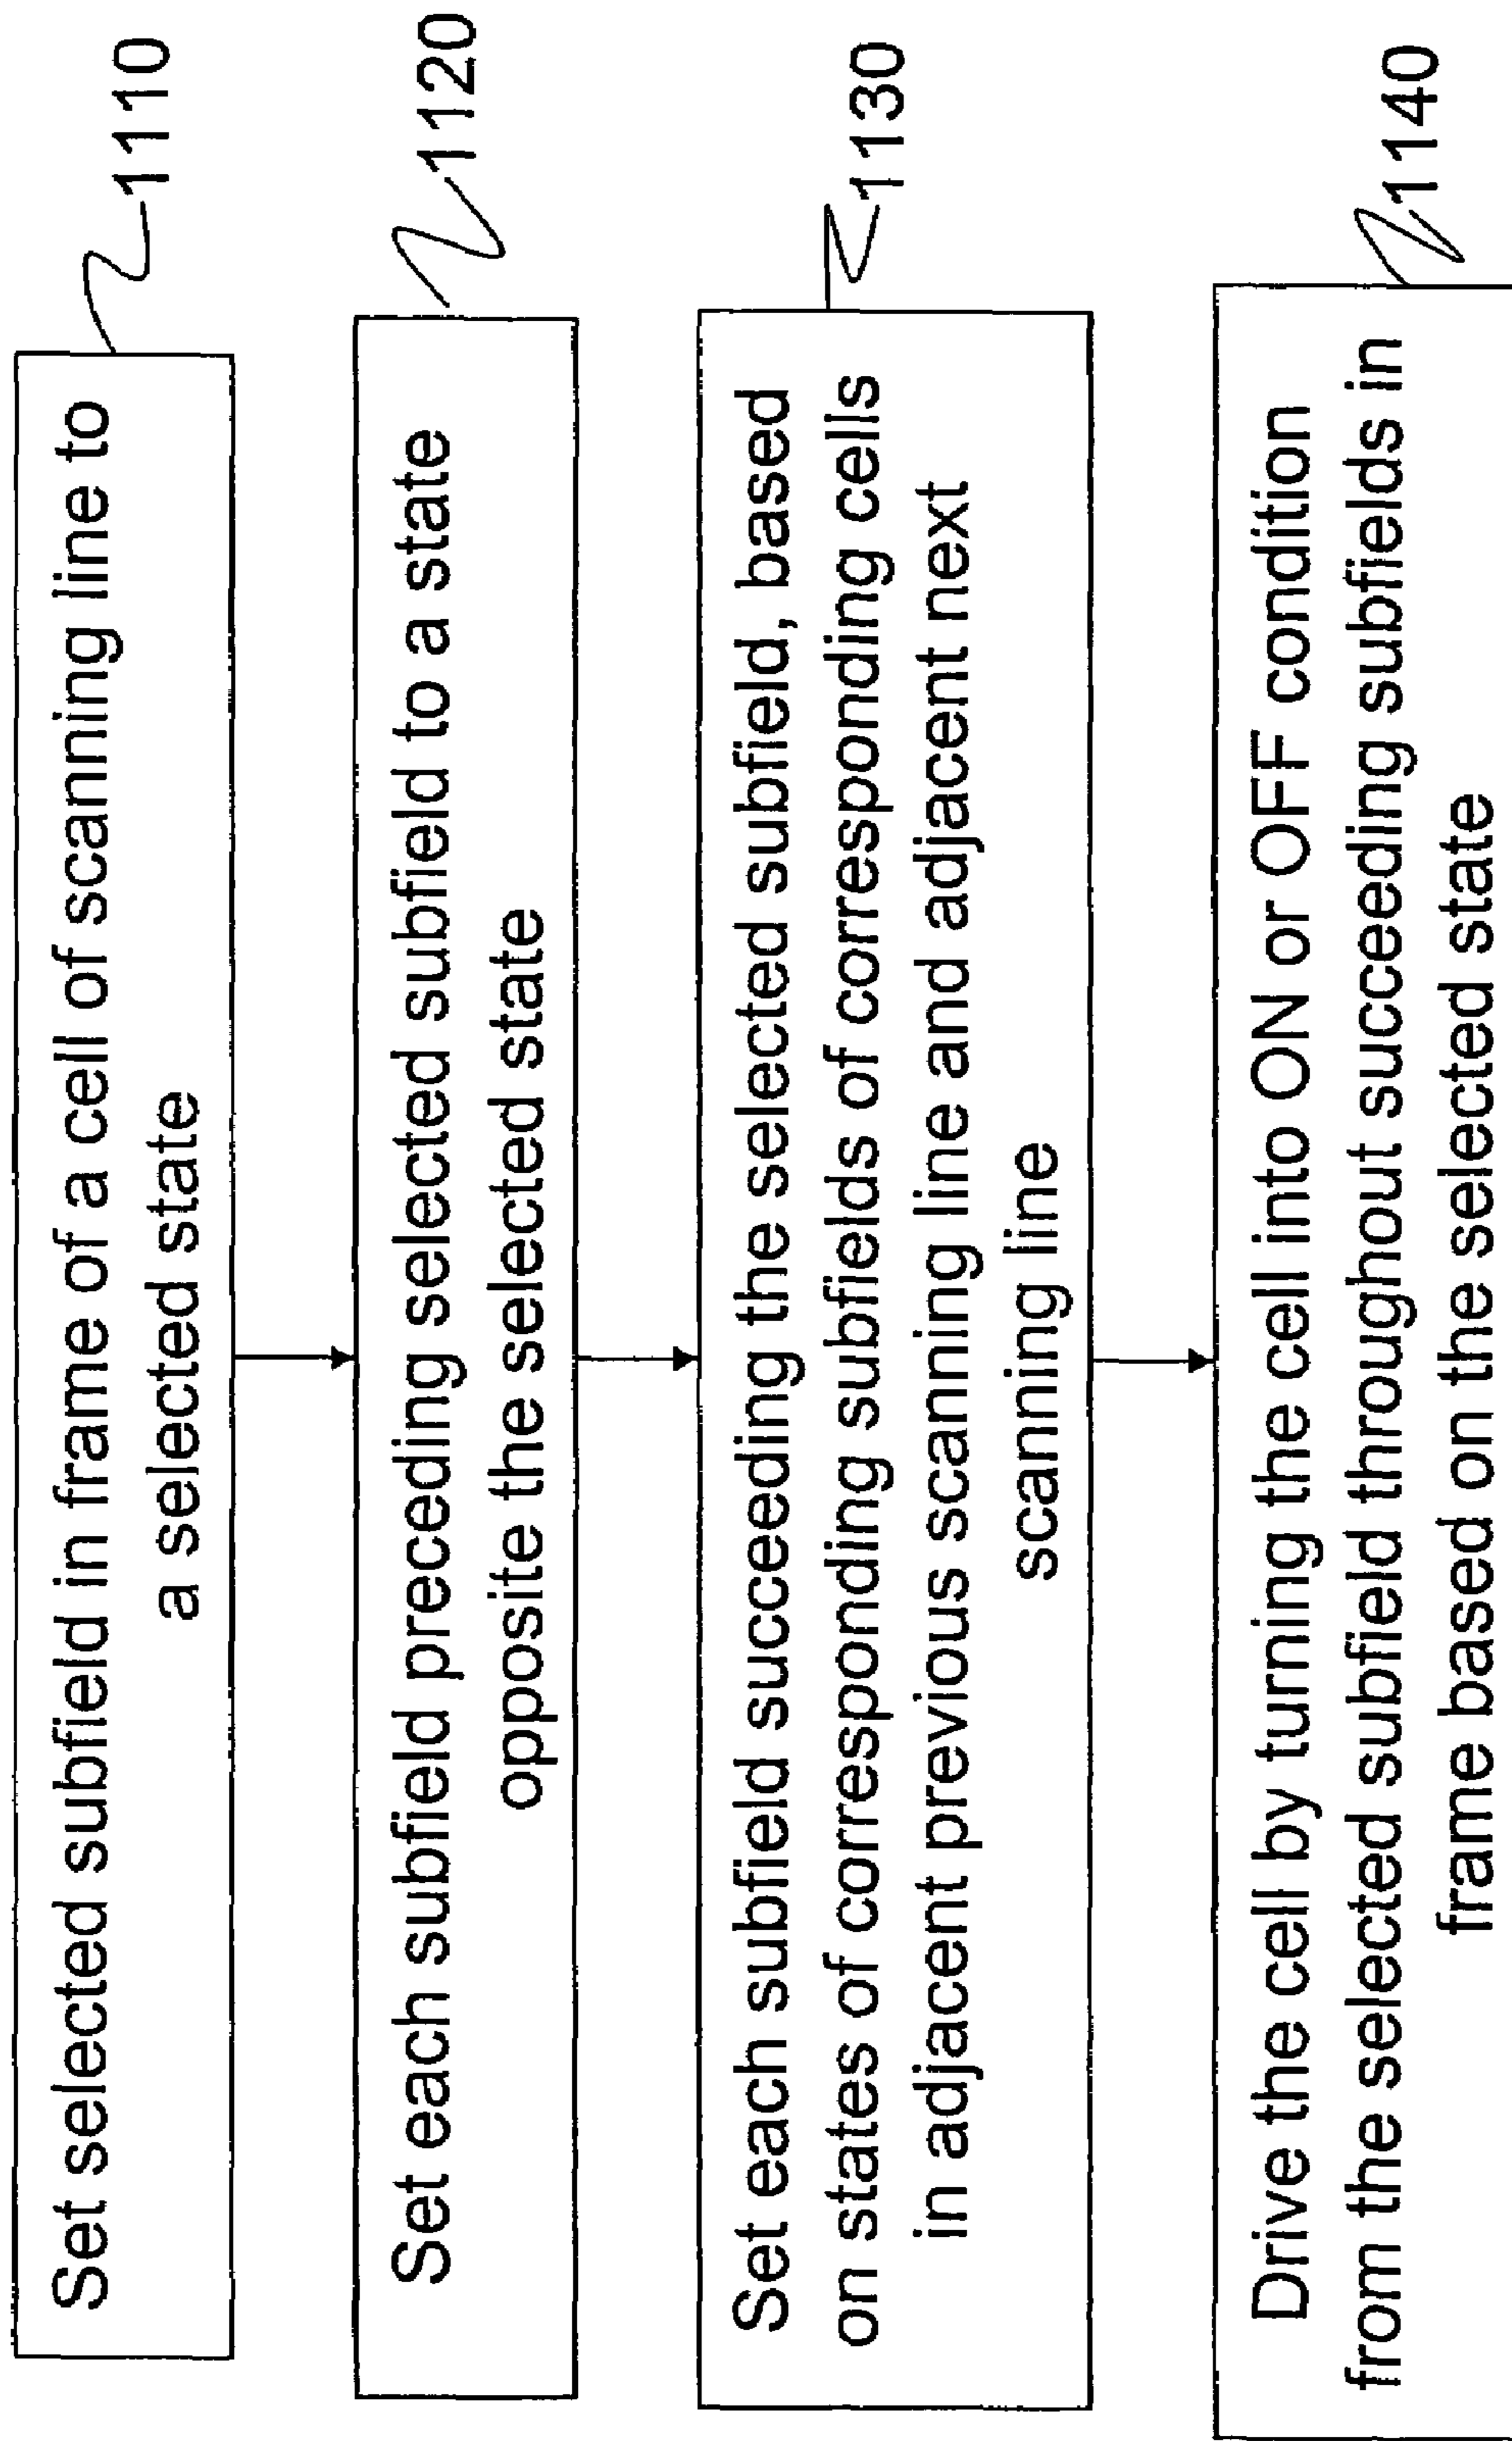 Set selected subfield in frame of a cell of scanning line to
a selected state
1110
Set each subfield preceding selected subfield to a state
opposite the selected state
1120
Set each subfield succeeding the selected subfield, based
on states of corresponding subfields of corresponding cells
in adjacent previous scanning line and adjacent next
scanning line
1130
Drive the cell by turning the cell into ON or OFF condition
from the selected subfield throughout succeeding subfields in
frame based on the selected state
1140